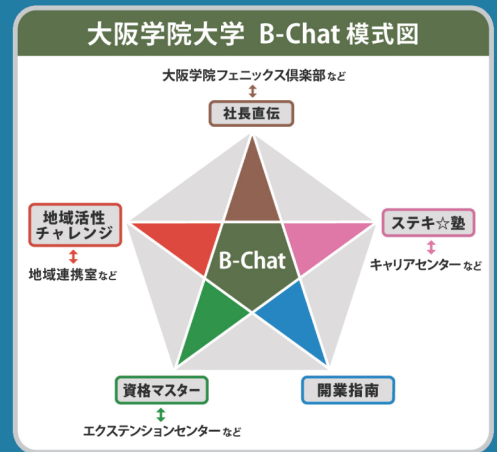 大阪学院大学 B-Chat 模式図
大阪学院フェニックス倶楽部など
社長直伝
地域活性
チャレンジ
地域連携室など
ステキ☆塾
キャリアセンターなど
B-Chat
資格マスター
エクステンションセンターなど
開業指南